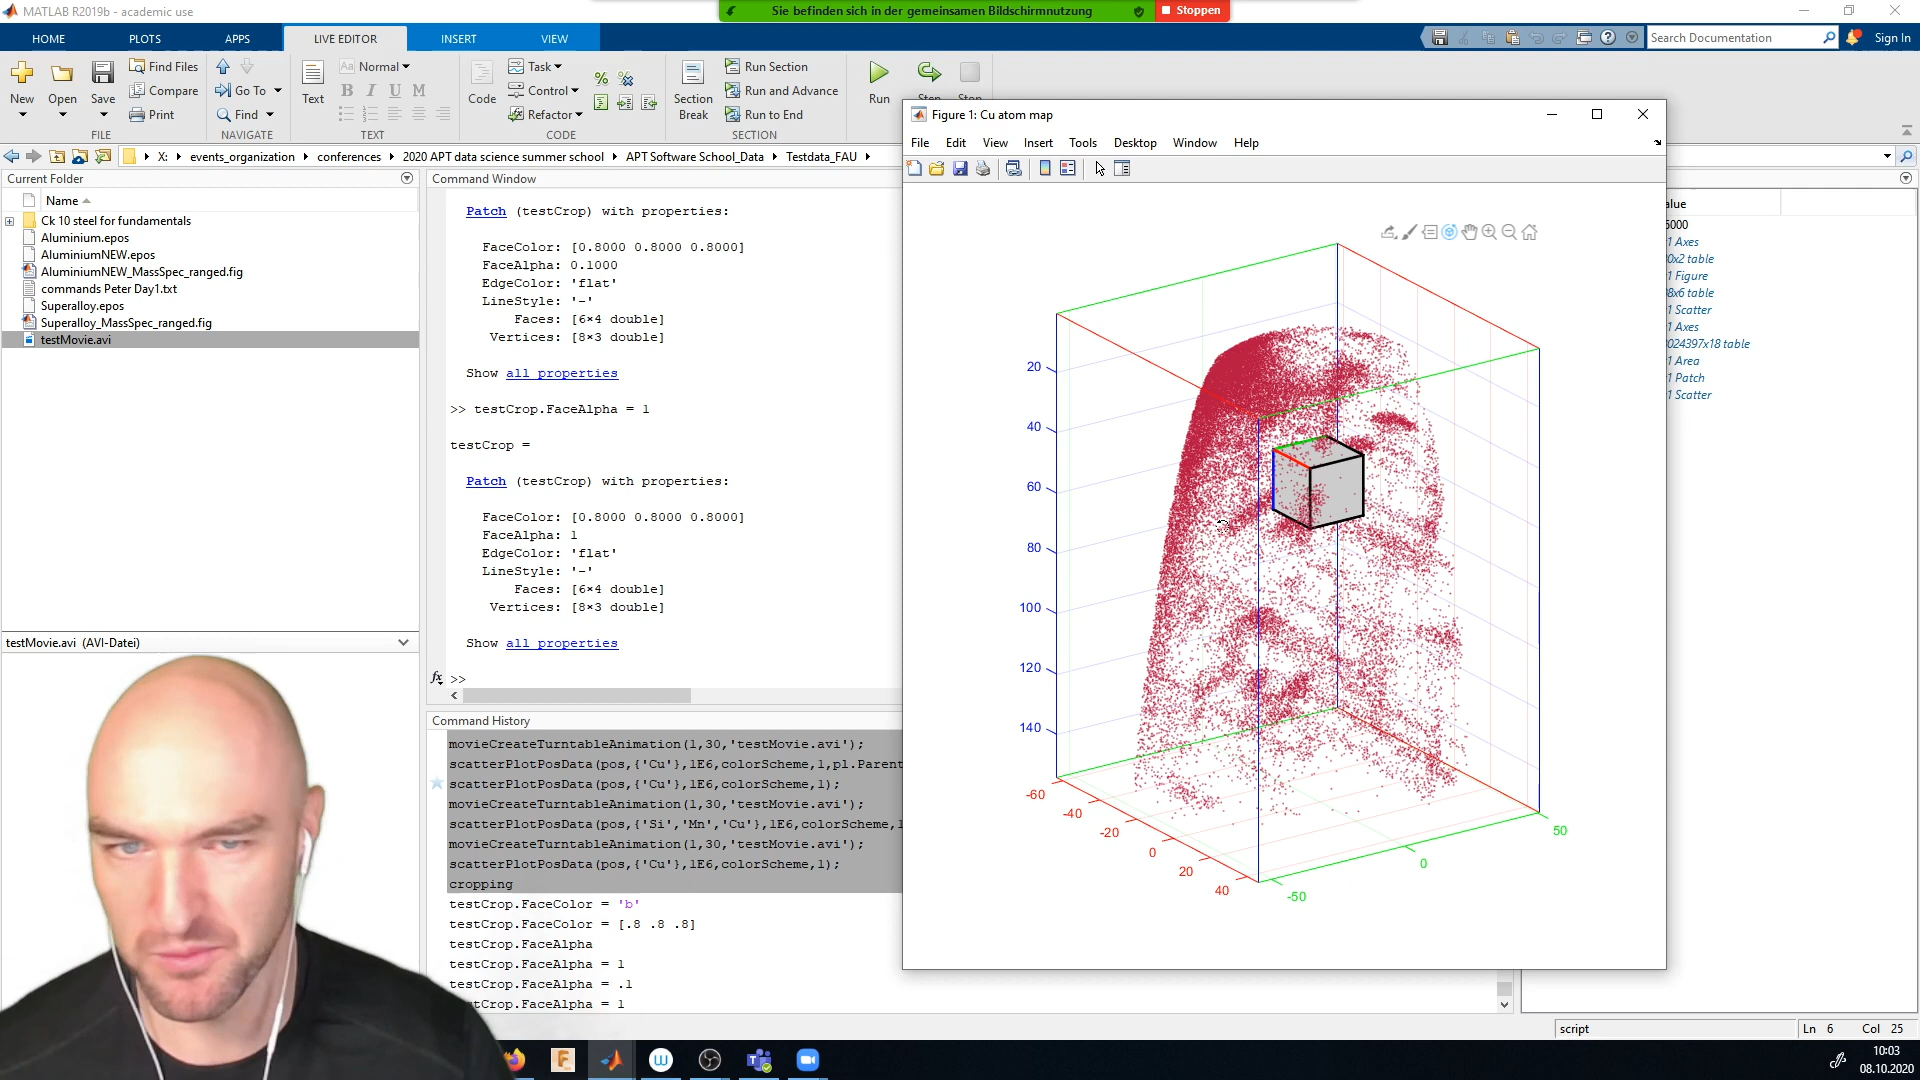 MATLAB R2019b - academic use
Sie befinden sich in der gemeinsamen Bildschirmnutzung
Stoppen
HOME PLOTS APPS LIVE EDITOR INSERT VIEW
Search Documentation
Sign In
New Open Save
Find Files
Compare
Print
FILE
Go To
Find
NAVIGATE
Text
Aa Normal
B I U M
TEXT
Code
Task
Control
Refactor
CODE
Section Break
Run Section
Run and Advance
Run to End
SECTION
Run
X: events_organization conferences 2020 APT data science summer school APT Software School_Data Testdata_FAU
Current Folder
Name
Ck 10 steel for fundamentals
Aluminium.epos
AluminiumNEW.epos
AluminiumNEW_MassSpec_ranged.fig
commands Peter Day1.txt
Superalloy.epos
Superalloy_MassSpec_ranged.fig
testMovie.avi
testMovie.avi (AVI-Datei)
Command Window
Patch (testCrop) with properties:
FaceColor: [0.8000 0.8000 0.8000]
FaceAlpha: 0.1000
EdgeColor: 'flat'
LineStyle: '-'
Faces: [6×4 double]
Vertices: [8×3 double]
Show all properties
>> testCrop.FaceAlpha = 1
testCrop =
Patch (testCrop) with properties:
FaceColor: [0.8000 0.8000 0.8000]
FaceAlpha: 1
EdgeColor: 'flat'
LineStyle: '-'
Faces: [6×4 double]
Vertices: [8×3 double]
Show all properties
fx >>
Command History
movieCreateTurntableAnimation(1,30,'testMovie.avi');
scatterPlotPosData(pos,{'Cu'},1E6,colorScheme,1,pl.Parent
scatterPlotPosData(pos,{'Cu'},1E6,colorScheme,1);
movieCreateTurntableAnimation(1,30,'testMovie.avi');
scatterPlotPosData(pos,{'Si','Mn','Cu'},1E6,colorScheme,1
movieCreateTurntableAnimation(1,30,'testMovie.avi');
scatterPlotPosData(pos,{'Cu'},1E6,colorScheme,1);
cropping
testCrop.FaceColor = 'b'
testCrop.FaceColor = [.8 .8 .8]
testCrop.FaceAlpha
testCrop.FaceAlpha = 1
testCrop.FaceAlpha = .1
tCrop.FaceAlpha = 1
Figure 1: Cu atom map
File Edit View Insert Tools Desktop Window Help
20
40
60
80
100
120
140
-60
-40
-20
0
20
40
-50
0
50
alue
5000
1 Axes
0x2 table
1 Figure
8x6 table
1 Scatter
1 Axes
024397x18 table
1 Area
1 Patch
1 Scatter
script
Ln 6 Col 25
10:03
08.10.2020